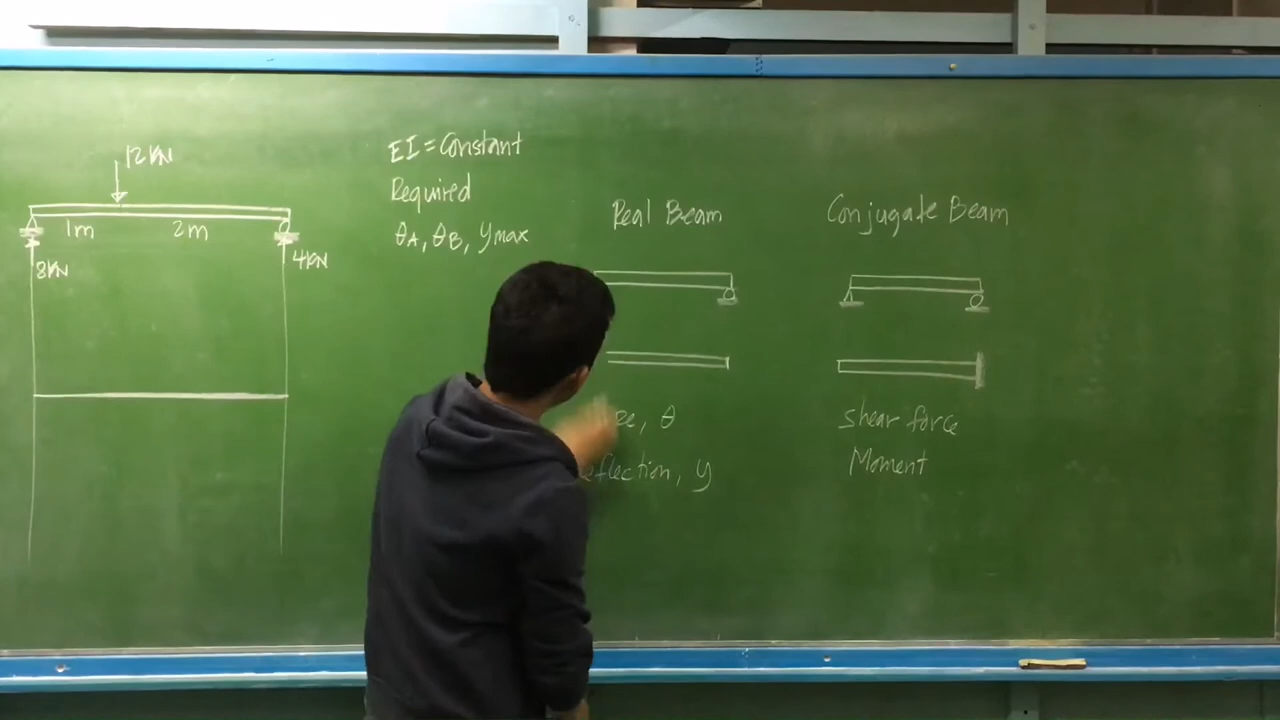 12KN
1m 2m
8KN
4KN
EI = Constant
Required
θA, θB, ymax
Real Beam
θ
y
Conjugate Beam
shear force
Moment